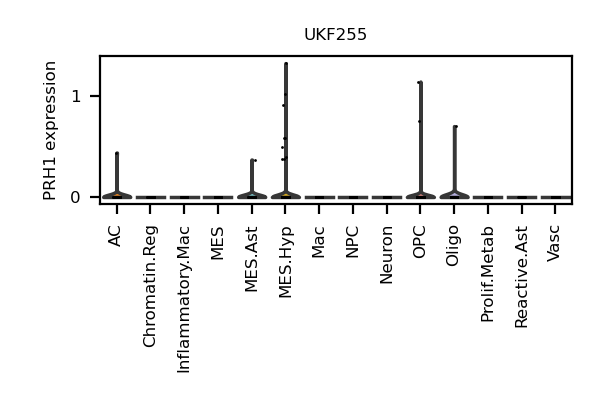 UKF255
PRH1 expression
1
0
AC
Chromatin.Reg
Inflammatory.Mac
MES
MES.Ast
MES.Hyp
Mac
NPC
Neuron
OPC
Oligo
Prolif.Metab
Reactive.Ast
Vasc